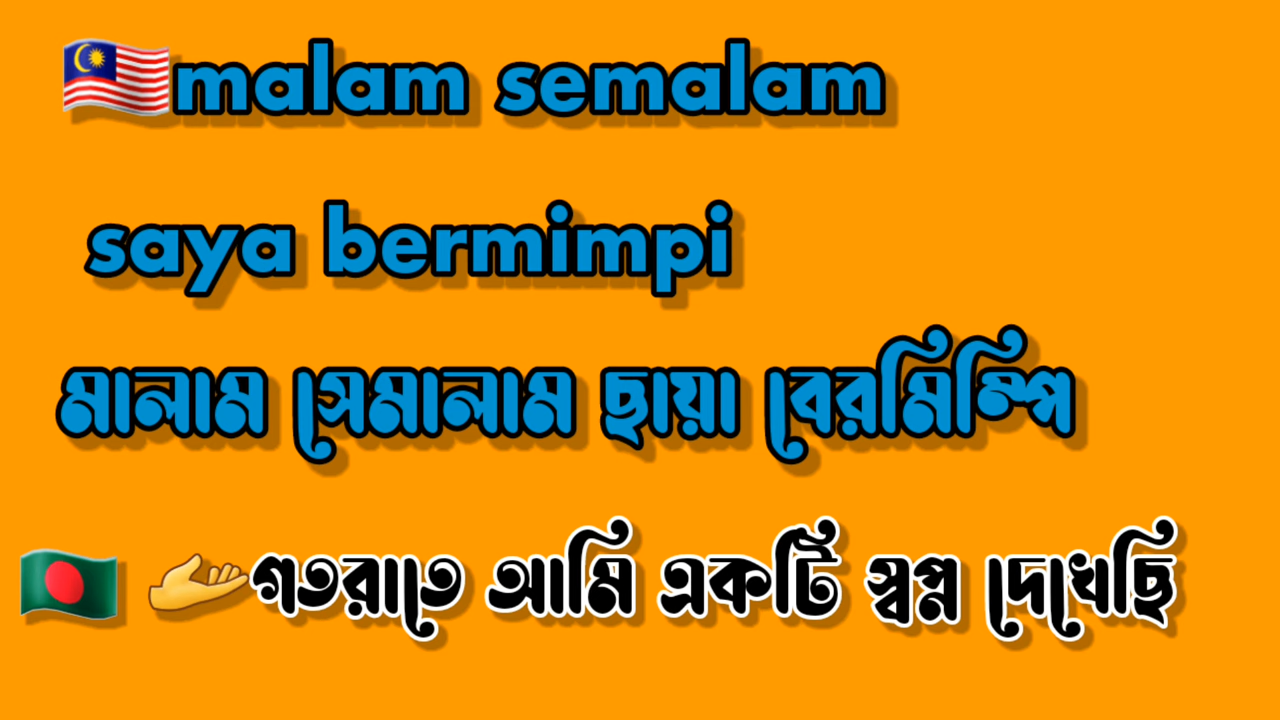 🇲🇾malam semalam
saya bermimpi
মালাম সেমালাম ছায়া বেরমিম্পি
🇧🇩 🫴গতরাতে আমি একটি স্বপ্ন দেখেছি